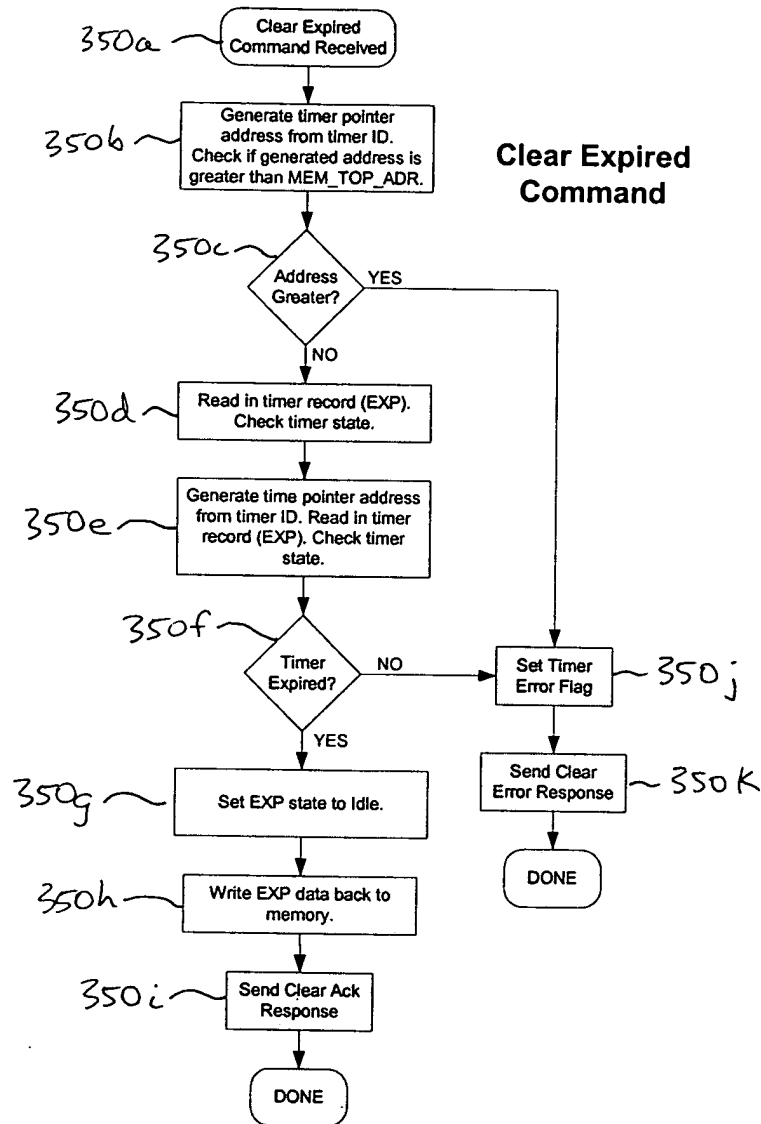 350a
Clear Expired
Command Received
350b
Generate timer pointer
address from timer ID.
Check if generated address is
greater than MEM_TOP_ADR.
Clear Expired
Command
350c
Address
Greater?
YES
NO
350d
Read in timer record (EXP).
Check timer state.
350e
Generate time pointer address
from timer ID. Read in timer
record (EXP). Check timer
state.
350f
Timer
Expired?
NO
YES
Set Timer
Error Flag
350j
350g
Set EXP state to Idle.
Send Clear
Error Response
350K
350h
Write EXP data back to
memory.
DONE
350i
Send Clear Ack
Response
DONE